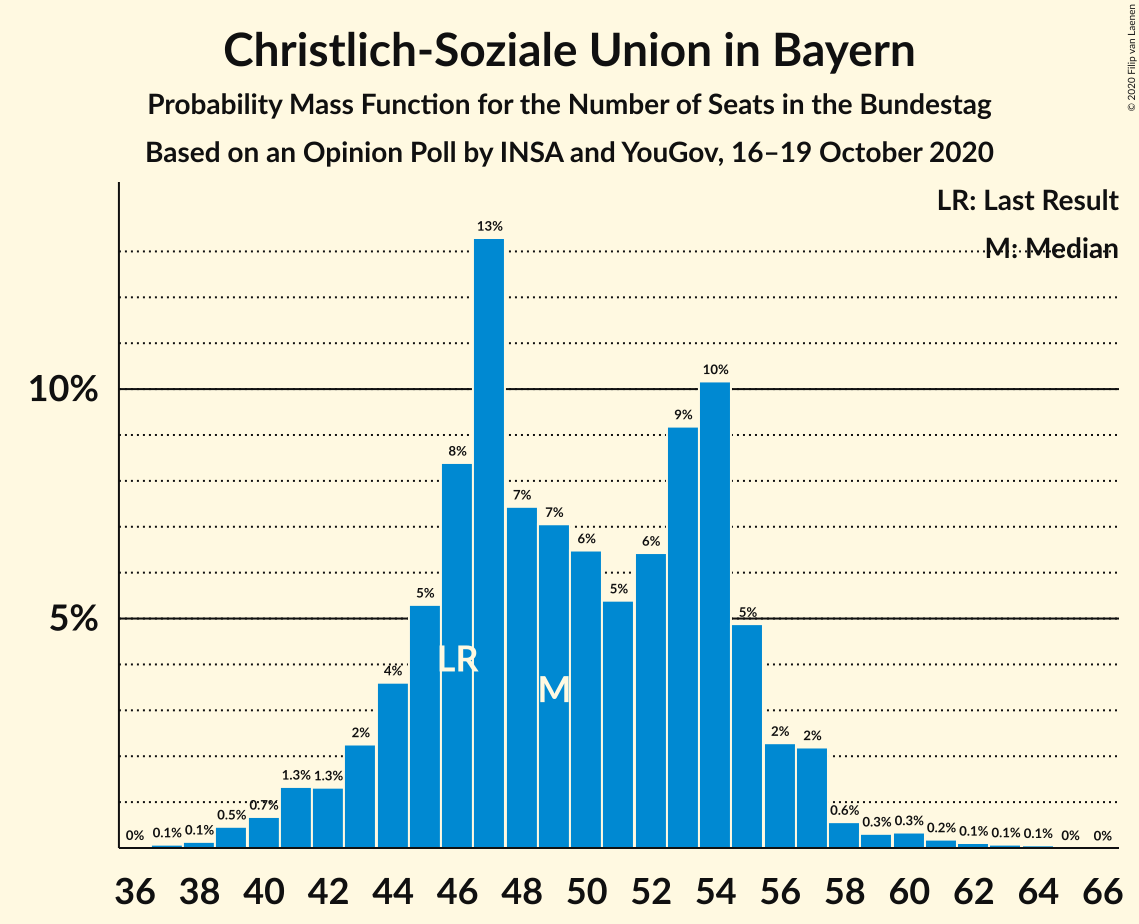 Christlich-Soziale Union in Bayern
Probability Mass Function for the Number of Seats in the Bundestag
Based on an Opinion Poll by INSA and YouGov, 16–19 October 2020
© 2020 Filip van Laenen
LR: Last Result
M: Median
10%
5%
0% 0.1% 0.1% 0.5% 0.7% 1.3% 1.3% 2% 4% 5% 8% 13% 7% 7% 6% 5% 6% 9% 10% 5% 2% 2% 0.6% 0.3% 0.3% 0.2% 0.1% 0.1% 0.1% 0% 0%
LR
M
36 38 40 42 44 46 48 50 52 54 56 58 60 62 64 66